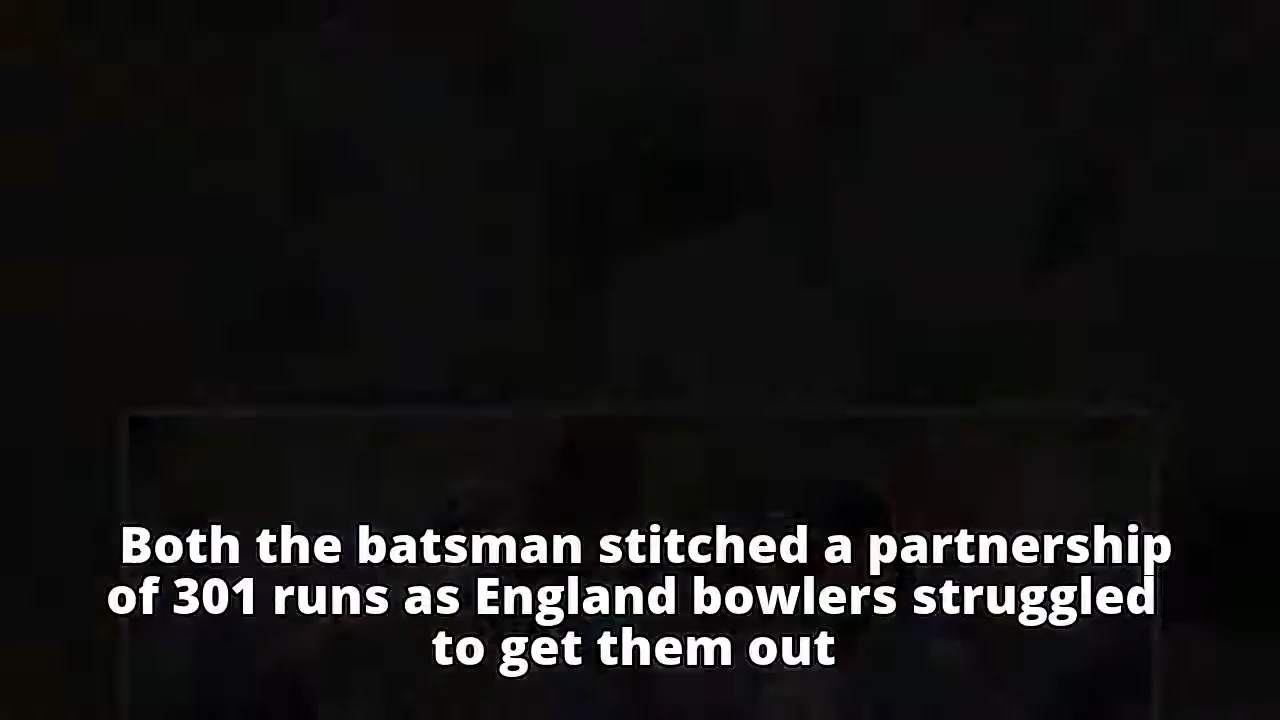 Both the batsman stitched a partnership
of 301 runs as England bowlers struggled
to get them out